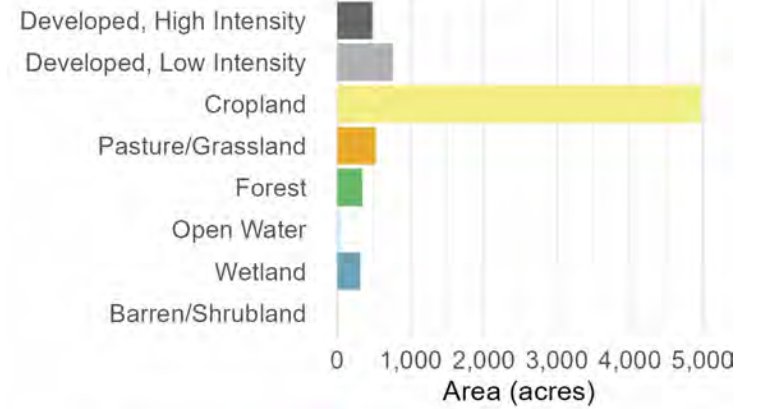 Developed, High Intensity
Developed, Low Intensity
Cropland
Pasture/Grassland
Forest
Open Water
Wetland
Barren/Shrubland
0 1,000 2,000 3,000 4,000 5,000
Area (acres)